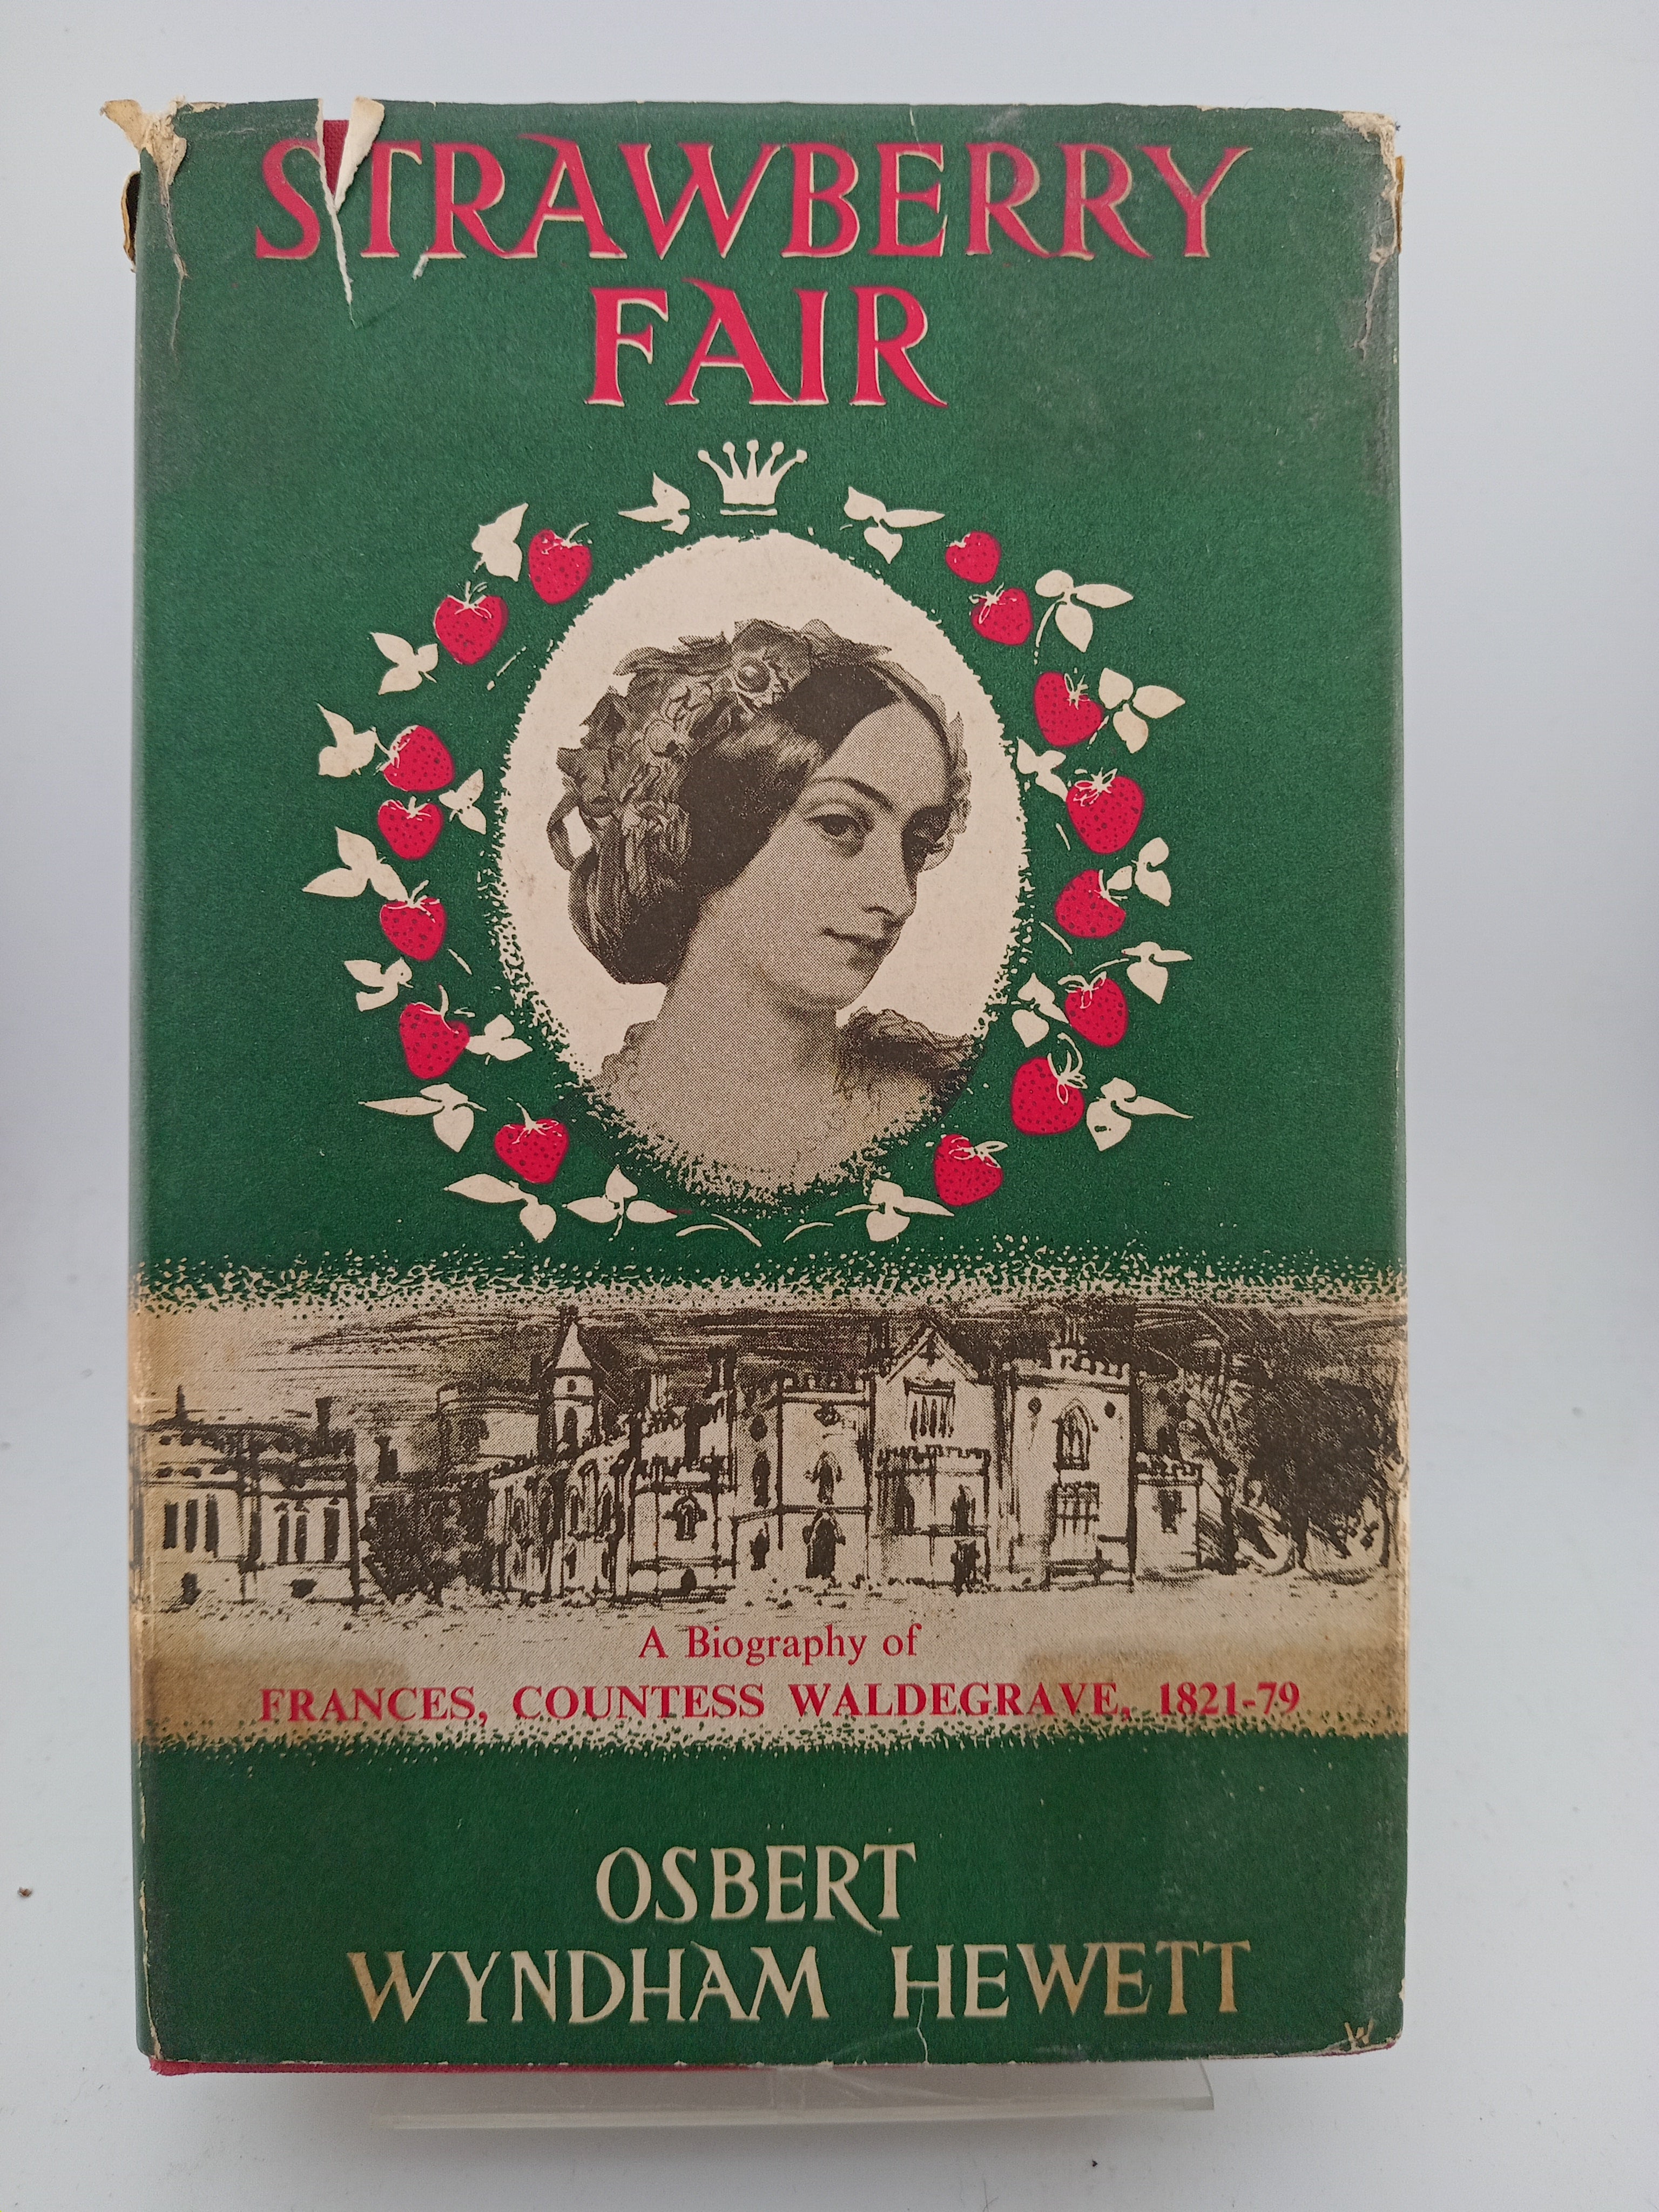 STRAWBERRY
FAIR
A Biography of
FRANCES, COUNTESS WALDEGRAVE, 1821-79
OSBERT
WYNDHAM HEWETT
W